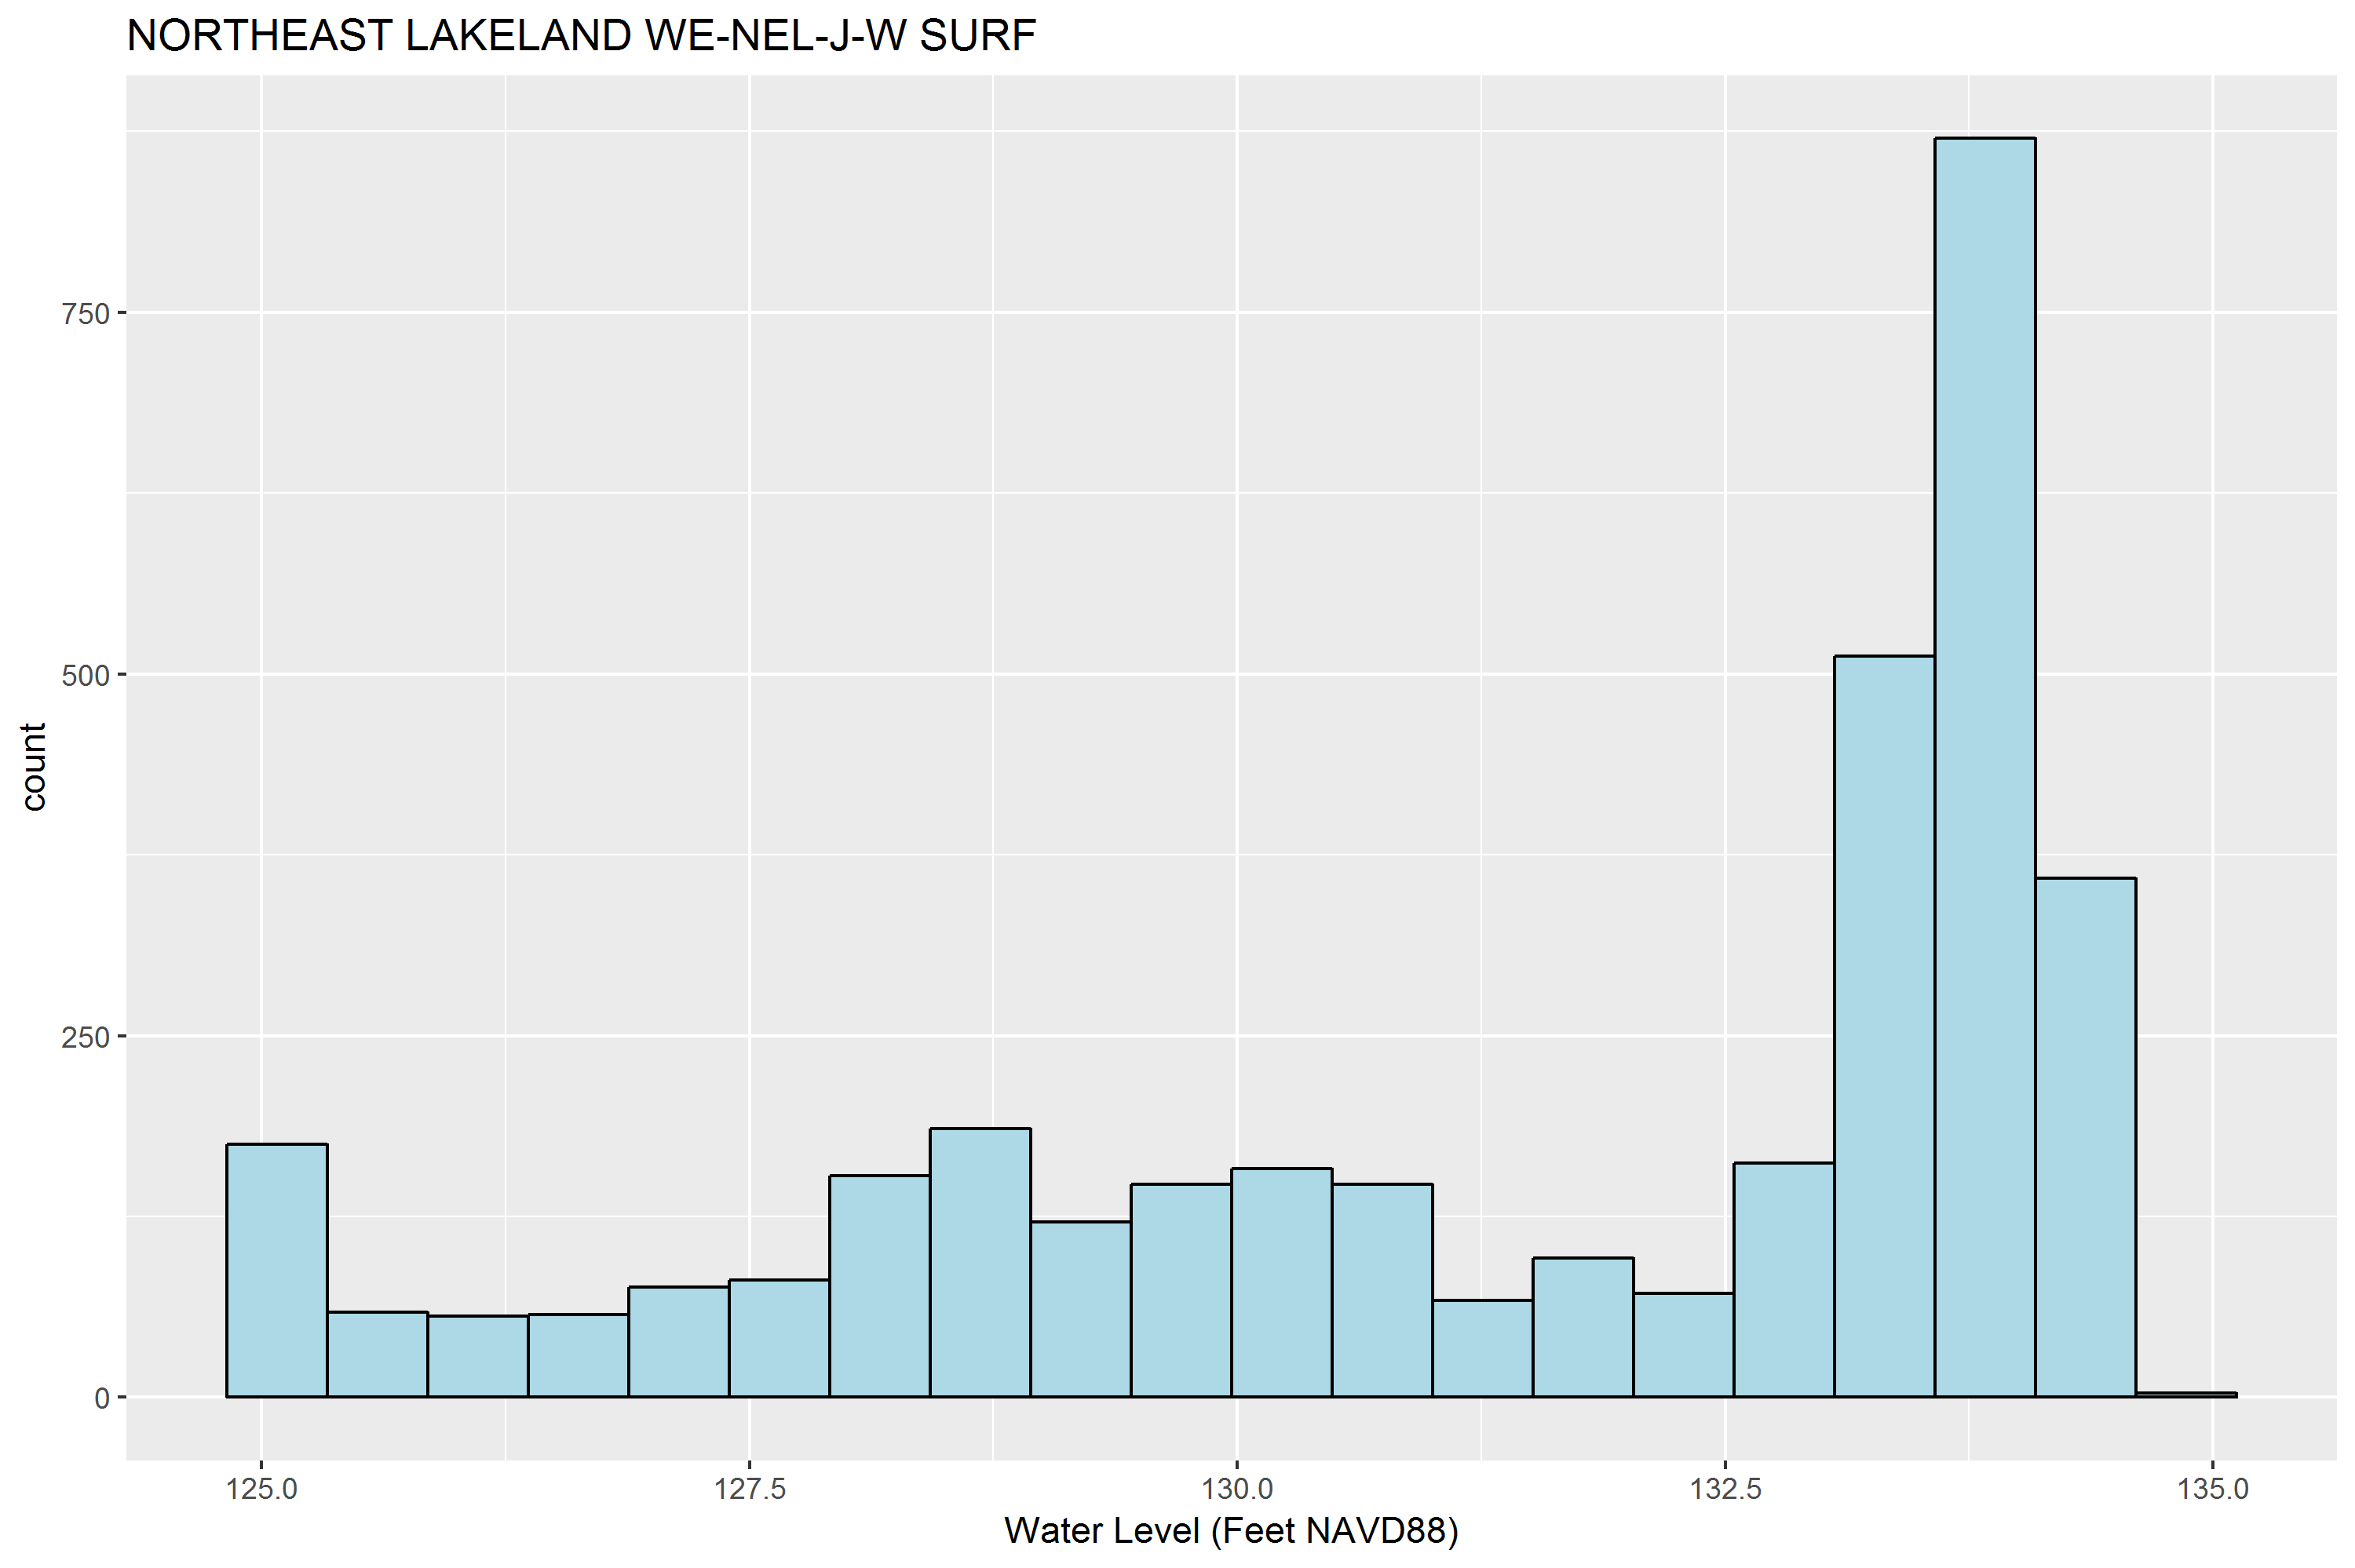 NORTHEAST LAKELAND WE-NEL-J-W SURF
750
500
250
0
count
125.0 127.5 130.0 132.5 135.0
Water Level (Feet NAVD88)